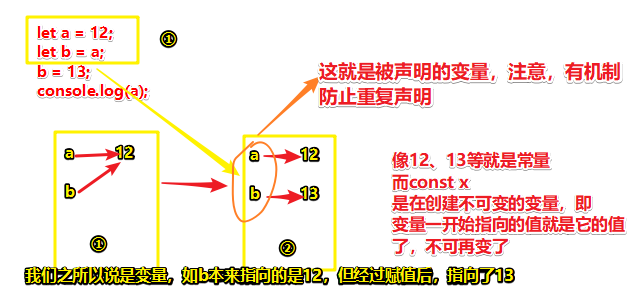 let a = 12;
let b = a;
b = 13;
console.log(a);
①
这就是被声明的变量，注意，有机制
防止重复声明
a 12
b
①
a 12
b 13
②
像12、13等就是常量
而const x
是在创建不可变的变量，即
变量一开始指向的值就是它的值
了，不可再变了
我们之所以说是变量，如b本来指向的是12，但经过赋值后，指向了13